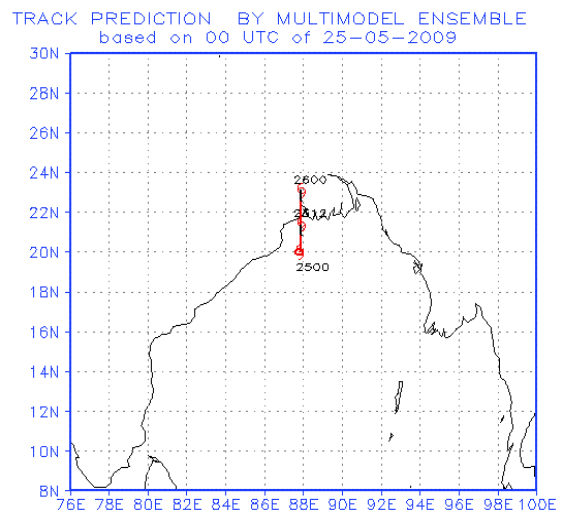 TRACK PREDICTION BY MULTIMODEL ENSEMBLE
based on 00 UTC of 25-05-2009
30N
28N
26N
24N
2600
22N
20N
2500
18N
16N
14N
12N
10N
8N
76E 78E 80E 82E 84E 86E 88E 90E 92E 94E 96E 98E 100E